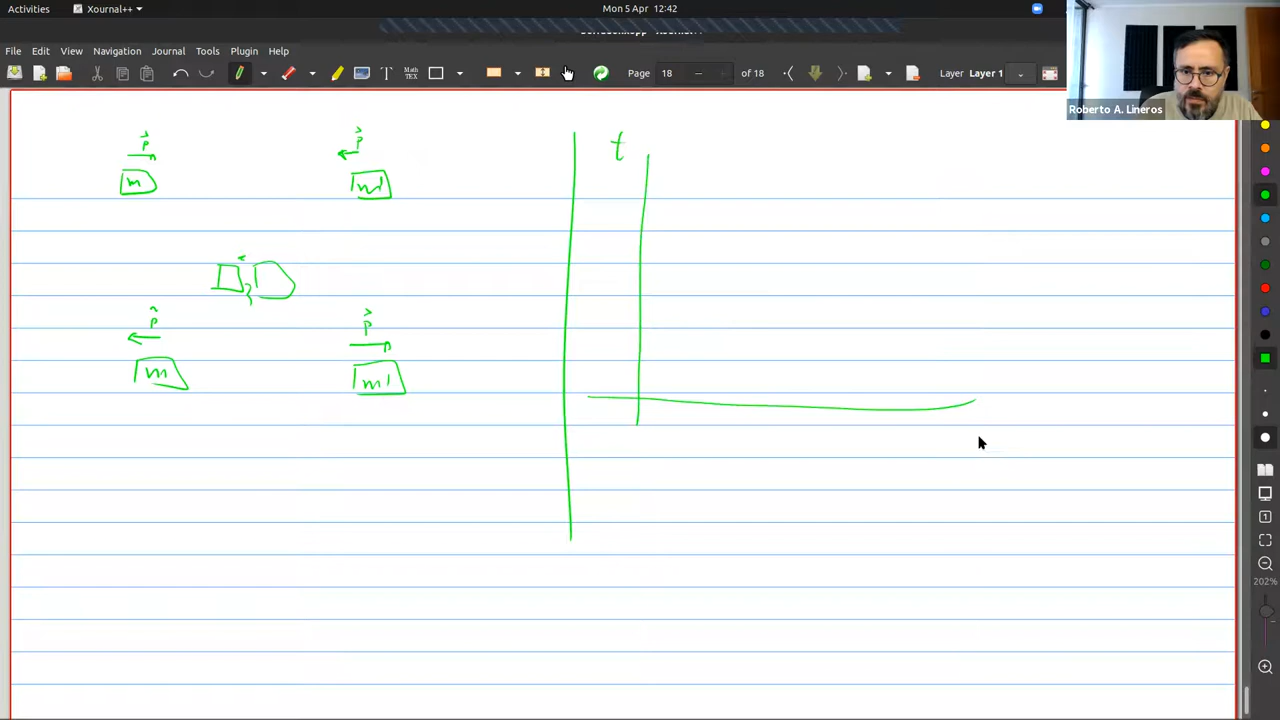 Activities
Xournal++
Mon 5 Apr 12:42
File Edit View Navigation Journal Tools Plugin Help
Page 18 of 18
Layer Layer 1
Roberto A. Lineros
p p t
m m'
p p
m m'
202%